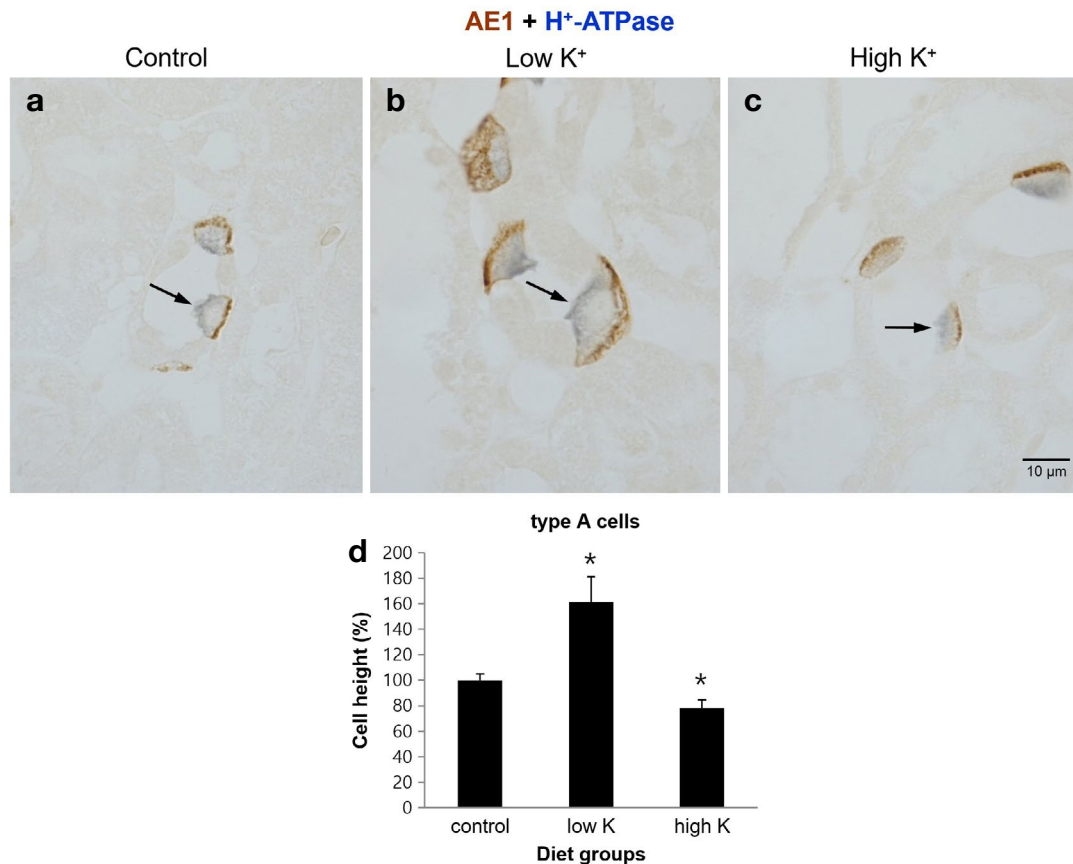 AE1 + H⁺-ATPase
Control
Low K⁺
High K⁺
a
b
c
10 µm
type A cells
d
Cell height (%)
200
180
160
140
120
100
80
60
40
20
0
*
*
control
low K
high K
Diet groups